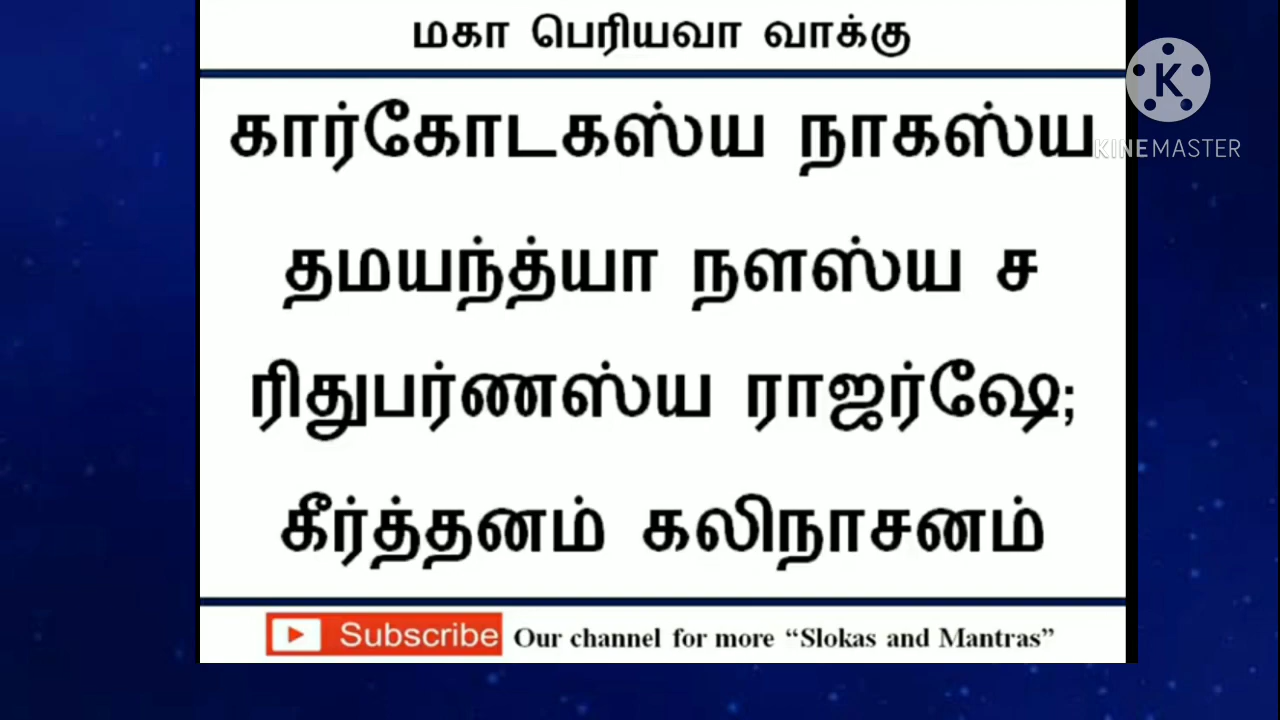 மகா பெரியவா வாக்கு
கார்கோடகஸ்ய நாகஸ்ய
தமயந்த்யா நளஸ்ய ச
ரிதுபர்ணஸ்ய ராஜர்ஷே;
கீர்த்தனம் கலிநாசனம்
Subscribe Our channel for more “Slokas and Mantras”
K
KINEMASTER